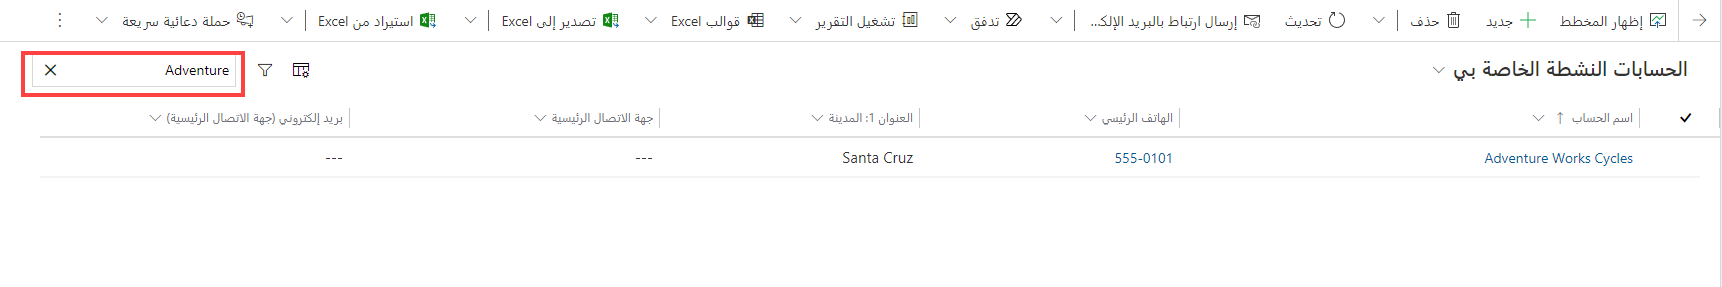 إظهار المخطط جديد حذف تحديث إرسال ارتباط بالبريد الإلك... تدفق تشغيل التقرير قوالب Excel تصدير إلى Excel استيراد من Excel حملة دعائية سريعة
الحسابات النشطة الخاصة بي Adventure
اسم الحساب الهاتف الرئيسي العنوان 1: المدينة جهة الاتصال الرئيسية بريد إلكتروني (جهة الاتصال الرئيسية)
Adventure Works Cycles 555-0101 Santa Cruz --- ---